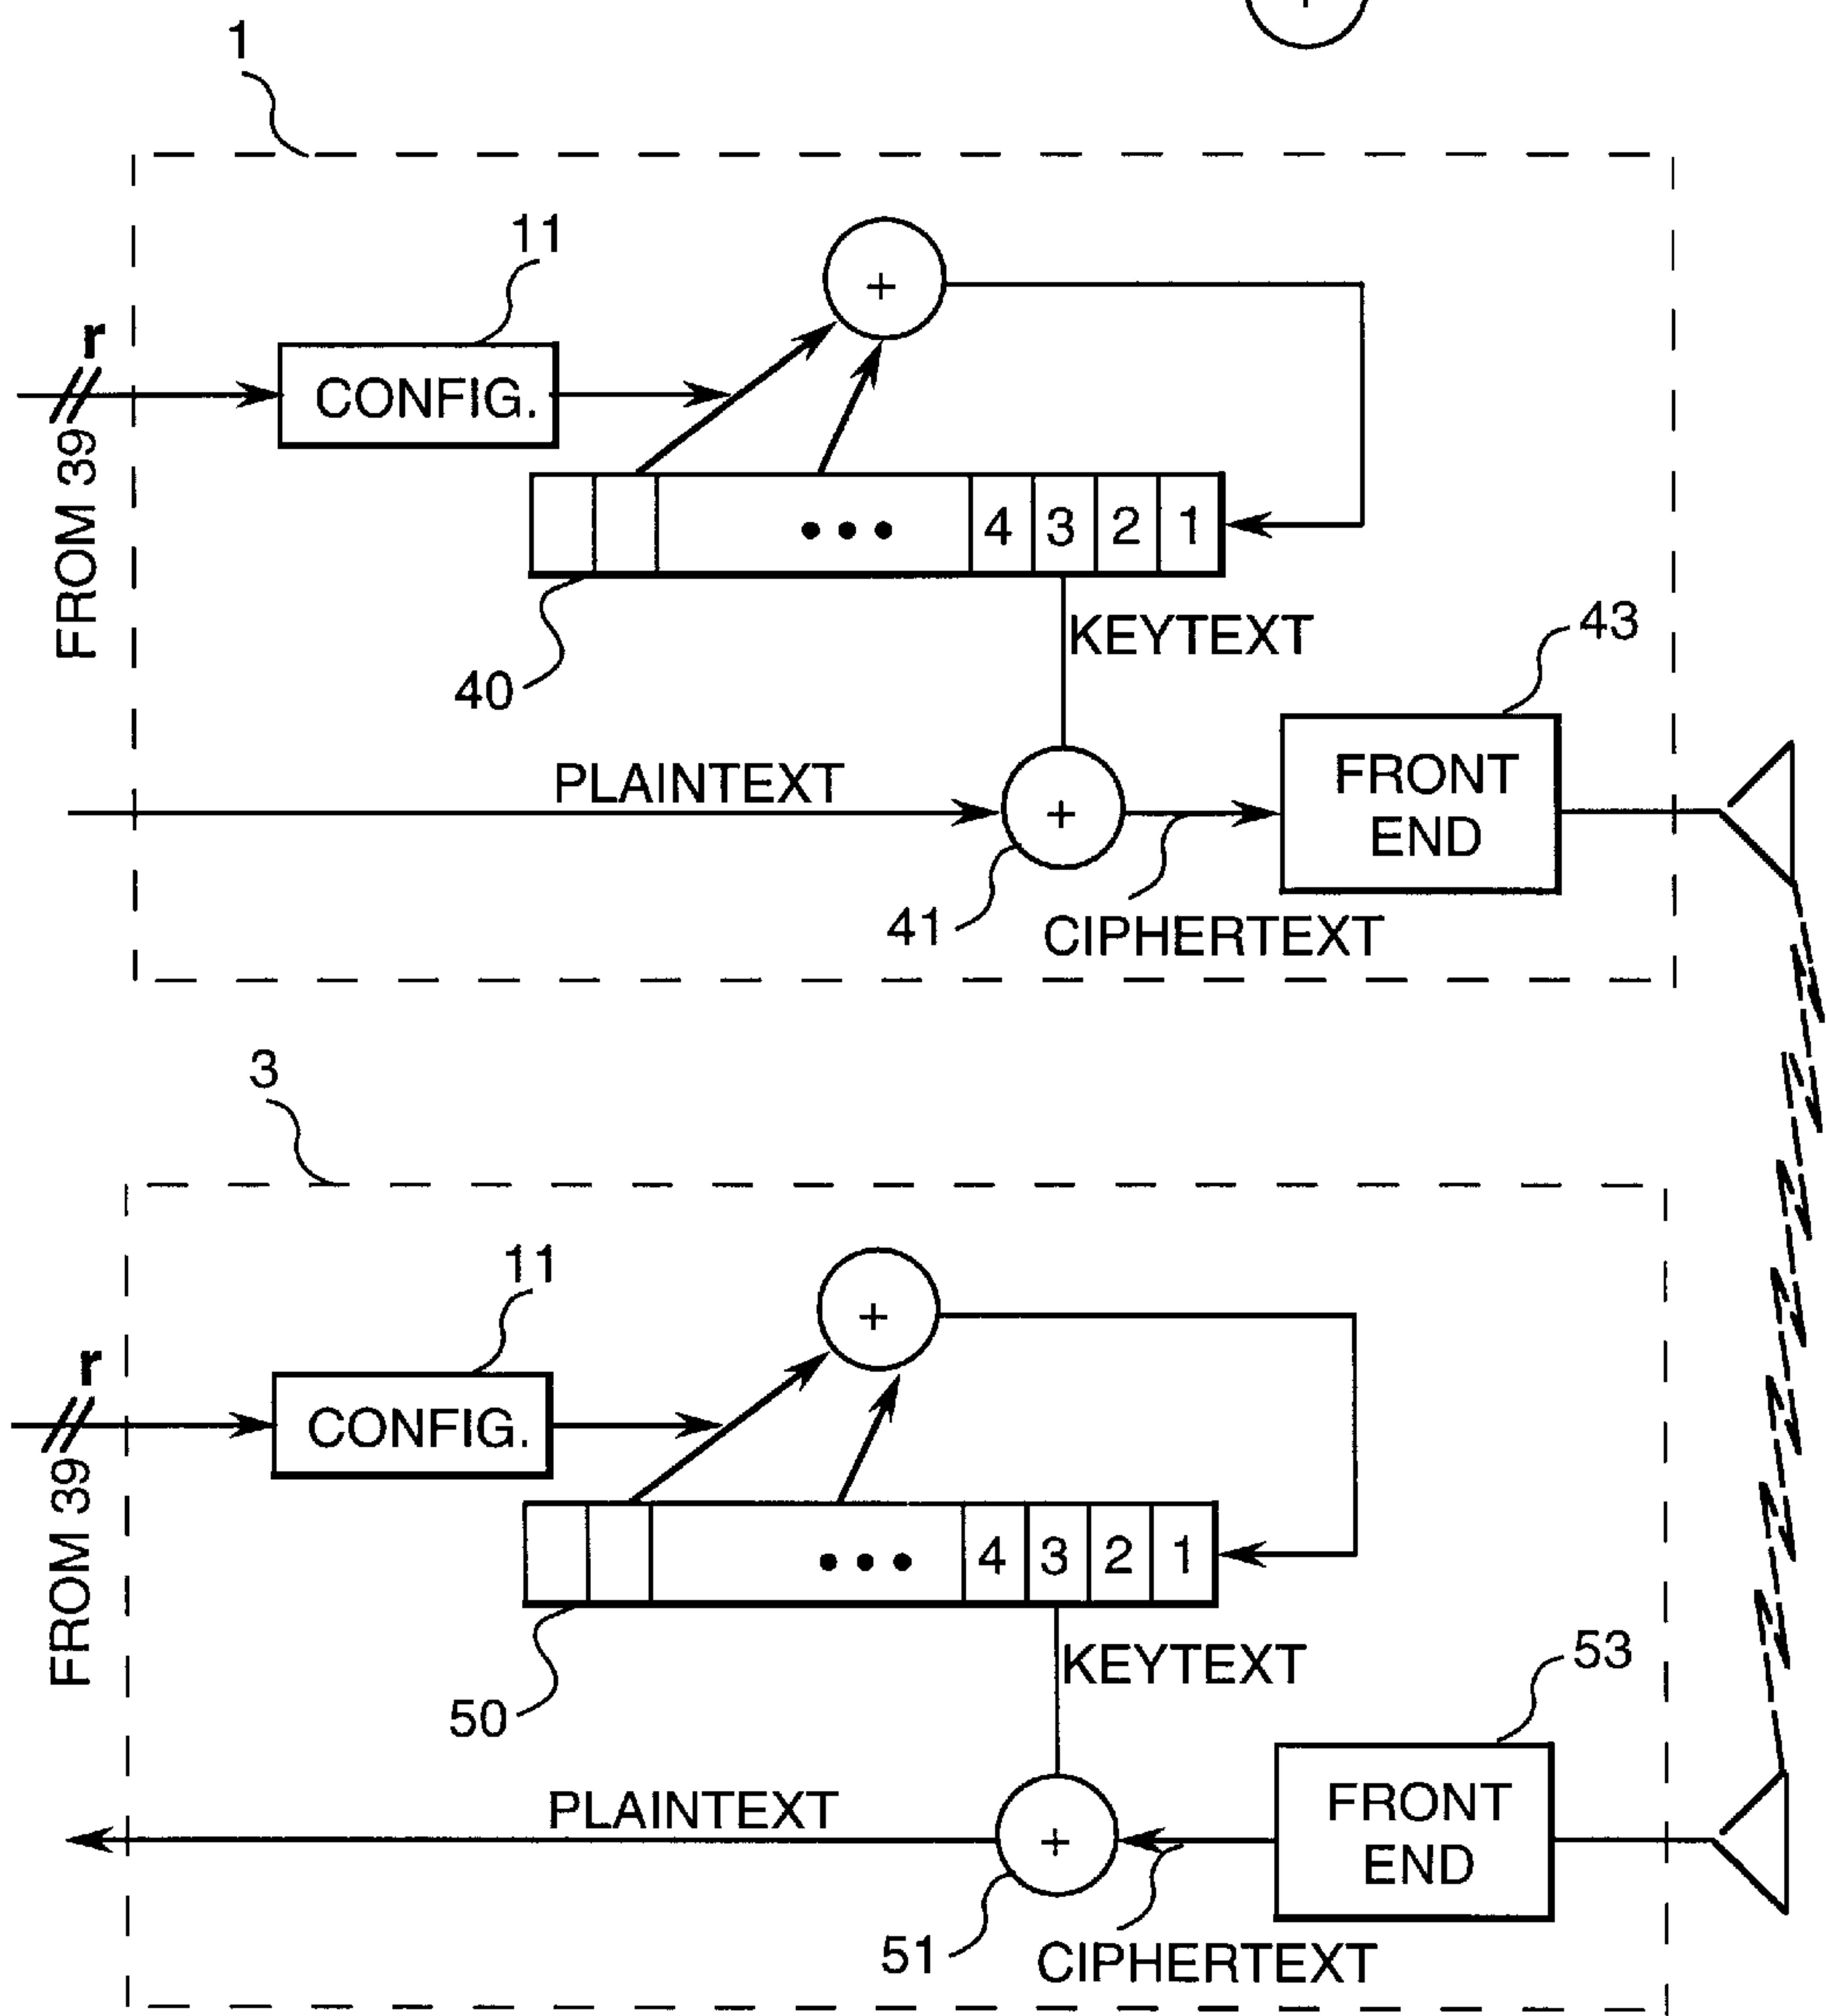 +
1
11
+
r
CONFIG.
FROM 39
4 3 2 1
KEYTEXT
43
40
PLAINTEXT
FRONT
END
+
41
CIPHERTEXT
3
11
+
r
CONFIG.
FROM 39
4 3 2 1
KEYTEXT
53
50
PLAINTEXT
FRONT
END
+
51
CIPHERTEXT